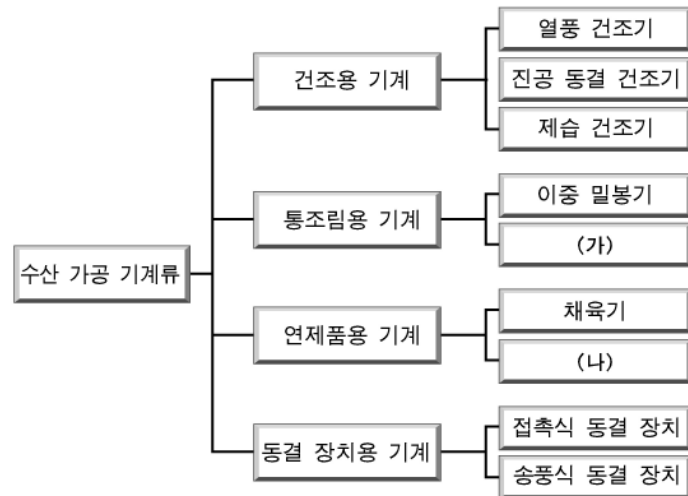 수산 가공 기계류
건조용 기계
열풍 건조기
진공 동결 건조기
제습 건조기
통조림용 기계
이중 밀봉기
(가)
연제품용 기계
채육기
(나)
동결 장치용 기계
접촉식 동결 장치
송풍식 동결 장치